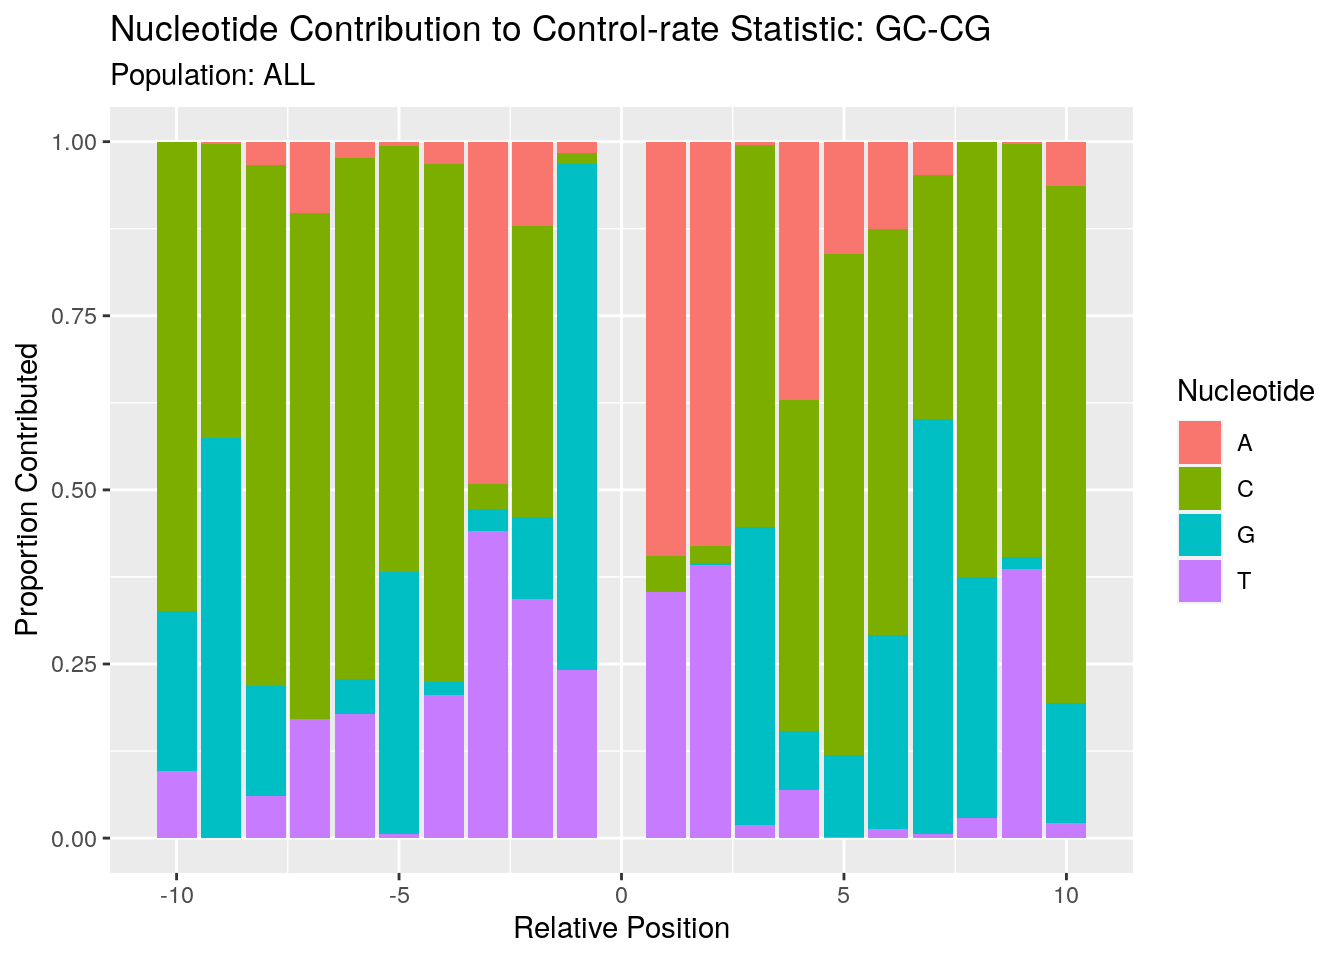 Nucleotide Contribution to Control-rate Statistic: GC-CG
Population: ALL
Proportion Contributed
1.00
0.75
0.50
0.25
0.00
-10
-5
0
5
10
Relative Position
Nucleotide
A
C
G
T